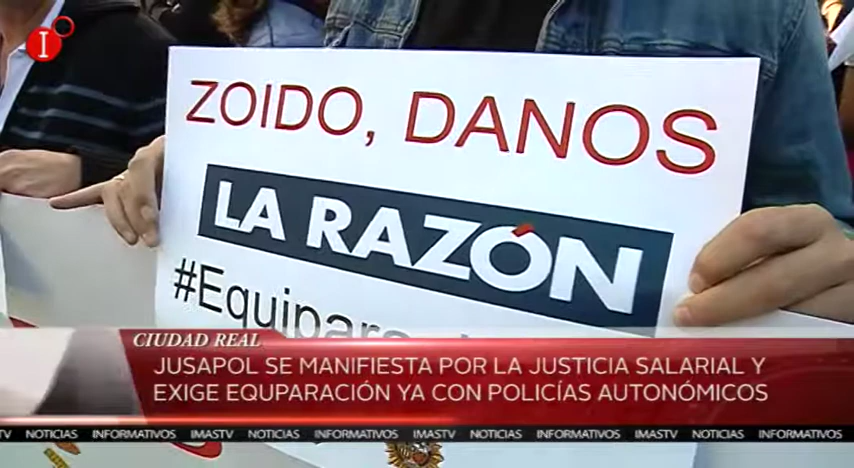 I
ZOIDO, DANOS
LA RAZÓN
CIUDAD REAL
JUSAPOL SE MANIFIESTA POR LA JUSTICIA SALARIAL Y
EXIGE EQUIPARACIÓN YA CON POLICÍAS AUTONÓMICOS
NOTICIAS INFORMATIVOS IMASTV NOTICIAS INFORMATIVOS IMASTV NOTICIAS INFORMATIVOS IMASTV NOTICIAS INFORMATIVOS